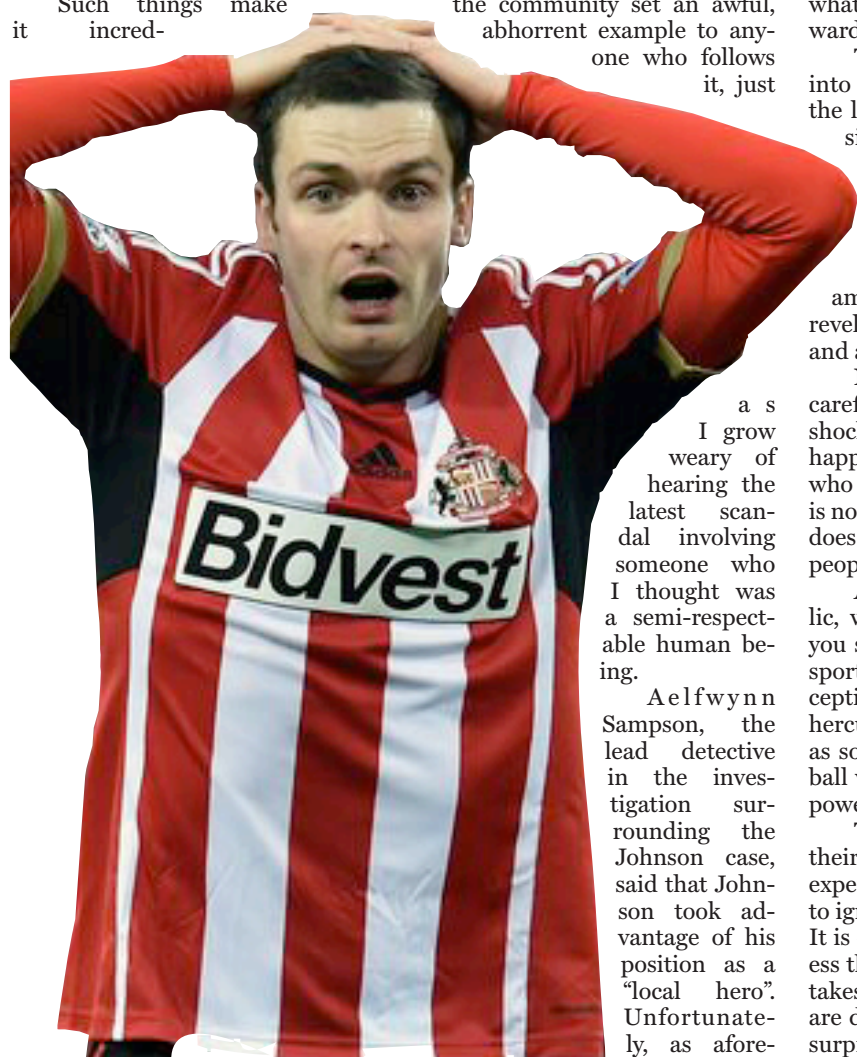 Such things make
it incred-
the community set an awful,
abhorrent example to any-
one who follows
it, just
adidas
Bidvest
a s
I grow
weary of
hearing the
latest scan-
dal involving
someone who
I thought was
a semi-respect-
able human be-
ing.
Aelfwynn
Sampson, the
lead detective
in the inves-
tigation sur-
rounding the
Johnson case,
said that John-
son took ad-
vantage of his
position as a
“local hero”.
Unfortunate-
ly, as afore-
what
ward
into
the l
si
am
revel
and a
caref
shock
happ
who
is no
does
peop
lic, v
you s
sport
cepti
hercu
as so
ball
powe
their
expe
to ig
It is
ess th
takes
are d
surp